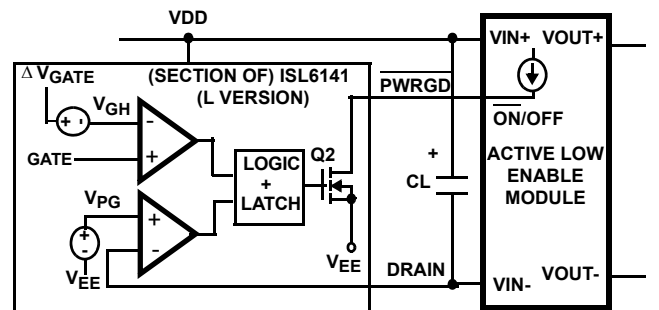 VDD
VIN+ VOUT+
Δ VGATE
(SECTION OF) ISL6141
(L VERSION)
PWRGD
+ -
VGH
-
ON/OFF
GATE
+
Q2
LOGIC
+
LATCH
+
CL
ACTIVE LOW
ENABLE
MODULE
VPG
+
-
+
-
VEE
VEE
DRAIN
VIN-
VOUT-